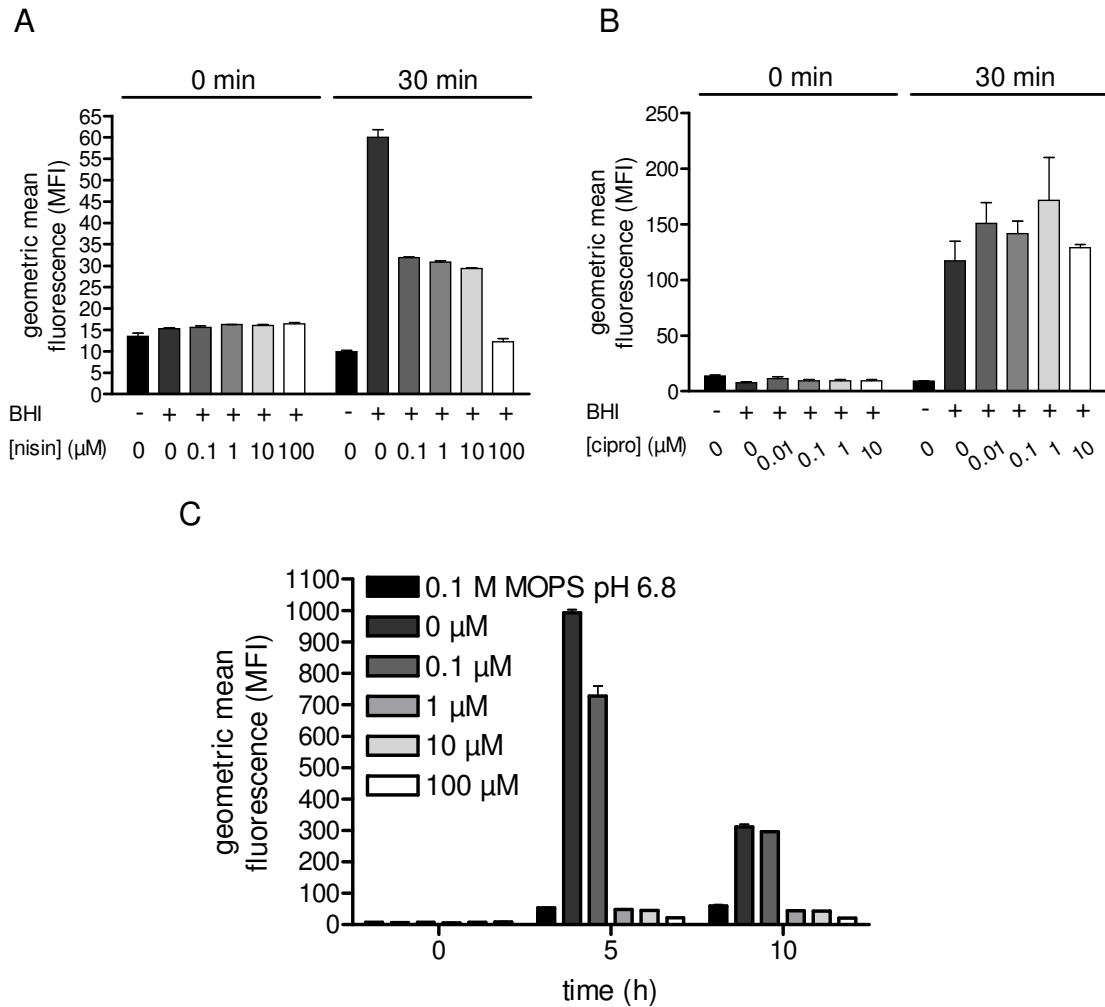 A
0 min 30 min
geometric mean
fluorescence (MFI)
65
60
55
50
45
40
35
30
25
20
15
10
5
0
BHI - + + + + + - + + + + +
[nisin] (µM) 0 0 0.1 1 10 100 0 0 0.1 1 10 100
B
0 min 30 min
geometric mean
fluorescence (MFI)
250
200
150
100
50
0
BHI - + + + + + - + + + + +
[cipro] (µM) 0 0 0.01 0.1 1 10 0 0 0.01 0.1 1 10
C
geometric mean
fluorescence (MFI)
1100
1000
900
800
700
600
500
400
300
200
100
0
0.1 M MOPS pH 6.8
0 µM
0.1 µM
1 µM
10 µM
100 µM
0 5 10
time (h)